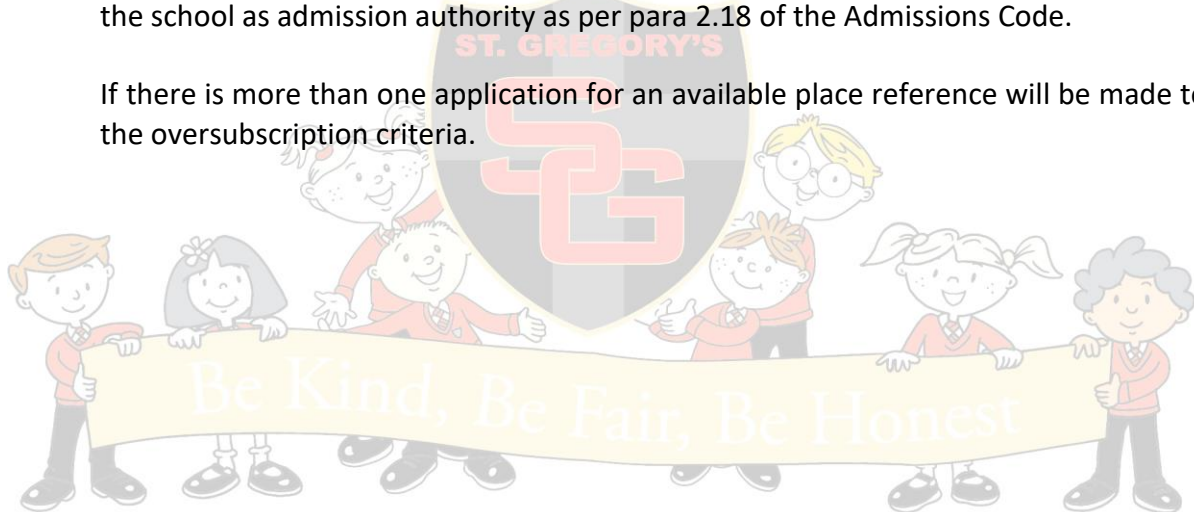 the school as admission authority as per para 2.18 of the Admissions Code.
ST. GREGORY'S
If there is more than one application for an available place reference will be made to
the oversubscription criteria.
SG
Be Kind, Be Fair, Be Honest